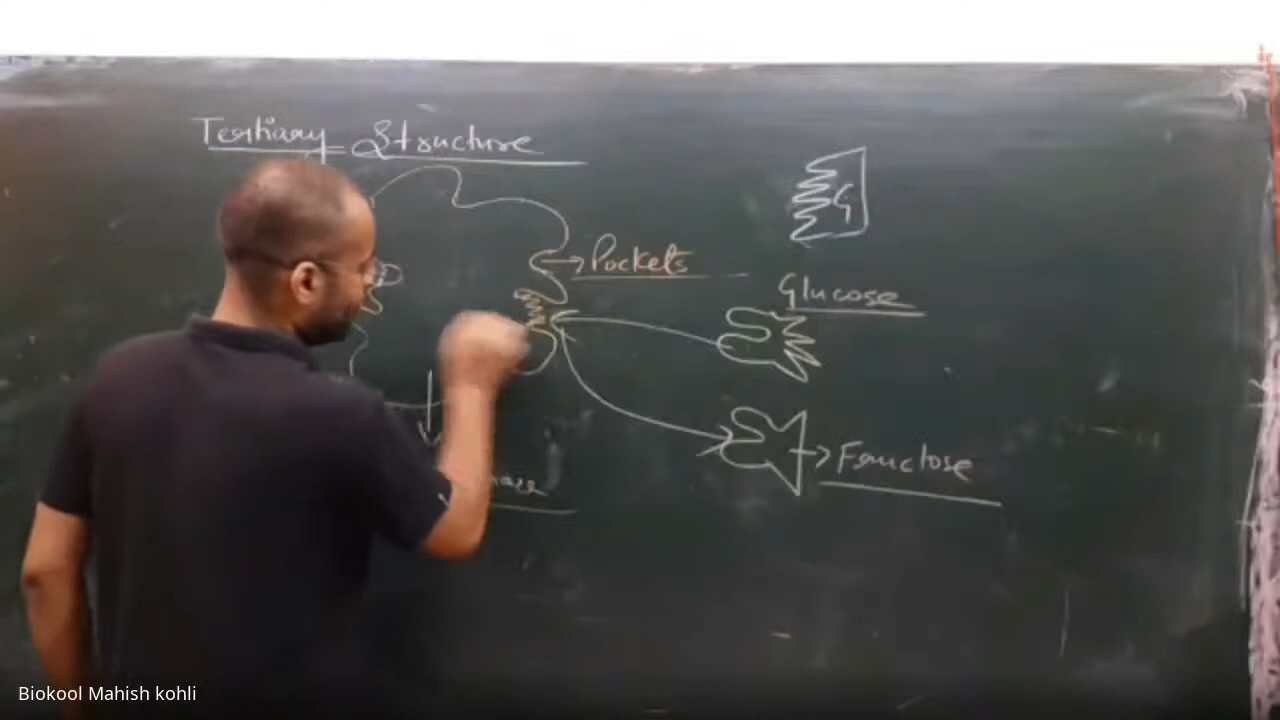 Tertiary Structure
G
Pockets
Glucose
Fructose
Biokool Mahish kohli